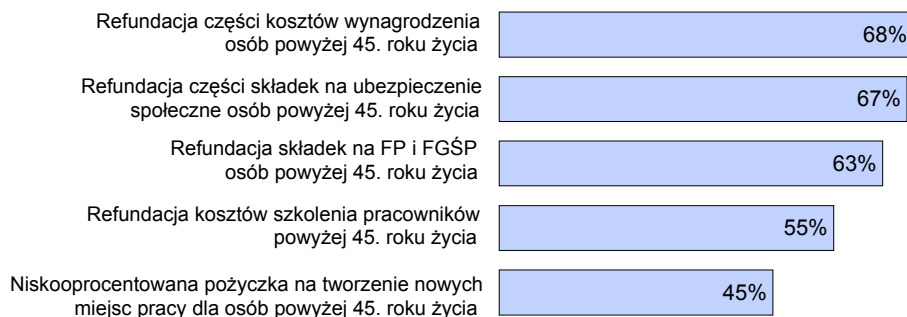 Refundacja części kosztów wynagrodzenia
osób powyżej 45. roku życia
68%
Refundacja części składek na ubezpieczenie
społeczne osób powyżej 45. roku życia
67%
Refundacja składek na FP i FGŚP
osób powyżej 45. roku życia
63%
Refundacja kosztów szkolenia pracowników
powyżej 45. roku życia
55%
Niskooprocentowana pożyczka na tworzenie nowych
miejsc pracy dla osób powyżej 45. roku życia
45%